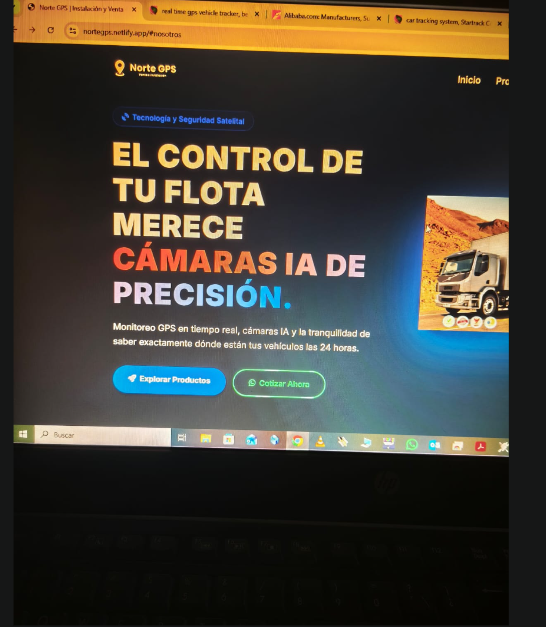 Norte GPS | Instalación y Venta
real time gps vehicle tracker, be
Alibaba.com: Manufacturers, Su
car tracking system, Startrack C
nortegps.netlify.app/#nosotros
Norte GPS
Inicio
Pro
Tecnología y Seguridad Satelital
EL CONTROL DE
TU FLOTA
MERECE
CÁMARAS IA DE
PRECISIÓN.
Monitoreo GPS en tiempo real, cámaras IA y la tranquilidad de
saber exactamente dónde están tus vehículos las 24 horas.
Explorar Productos
Cotizar Ahora
Buscar